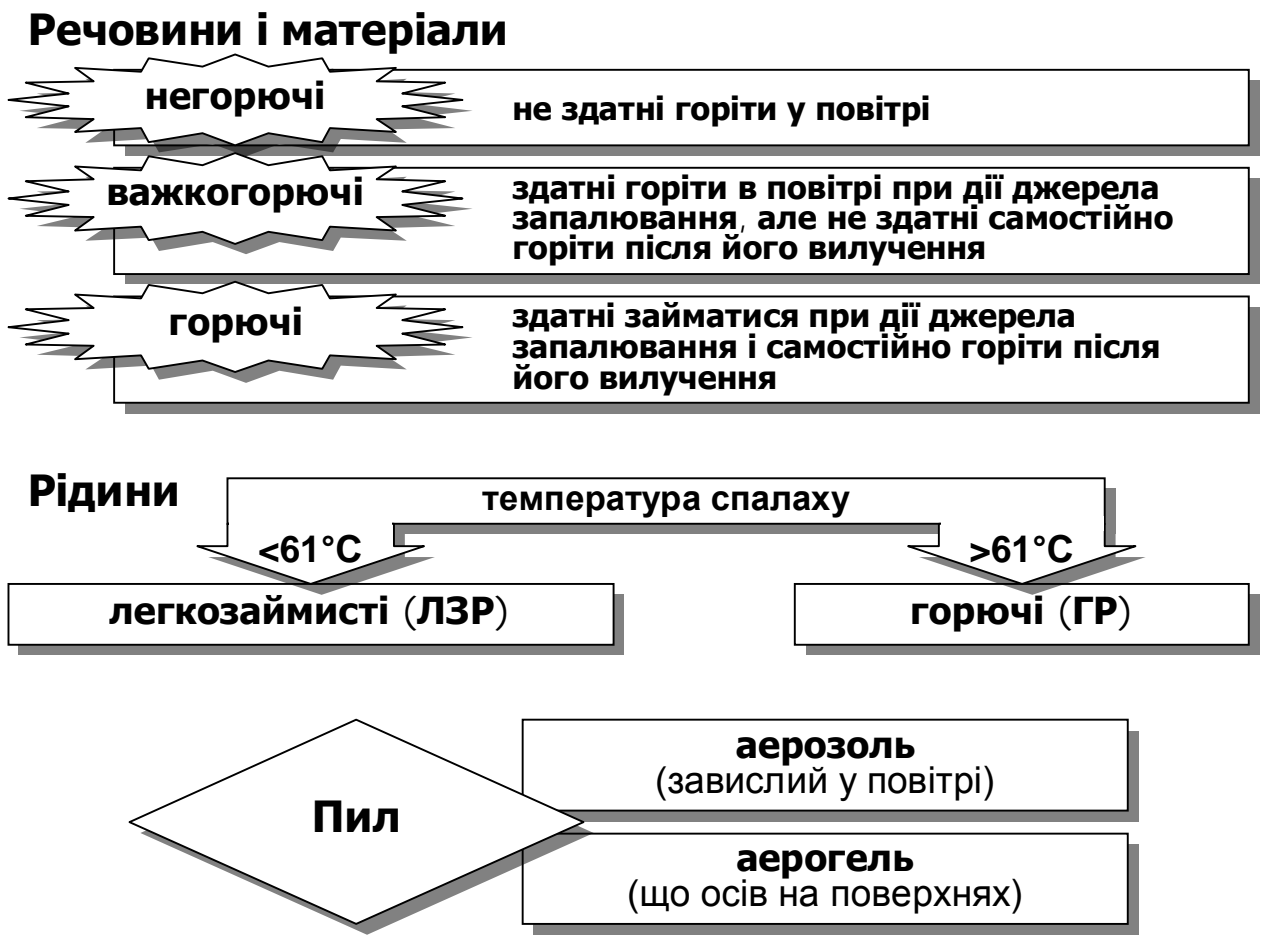 Речовини і матеріали
негорючі
не здатні горіти у повітрі
важкогорючі
здатні горіти в повітрі при дії джерела
запалювання, але не здатні самостійно
горіти після його вилучення
горючі
здатні займатися при дії джерела
запалювання і самостійно горіти після
його вилучення
Рідини
температура спалаху
<61°C
>61°C
легкозаймисті (ЛЗР)
горючі (ГР)
Пил
аерозоль
(завислий у повітрі)
аерогель
(що осів на поверхнях)